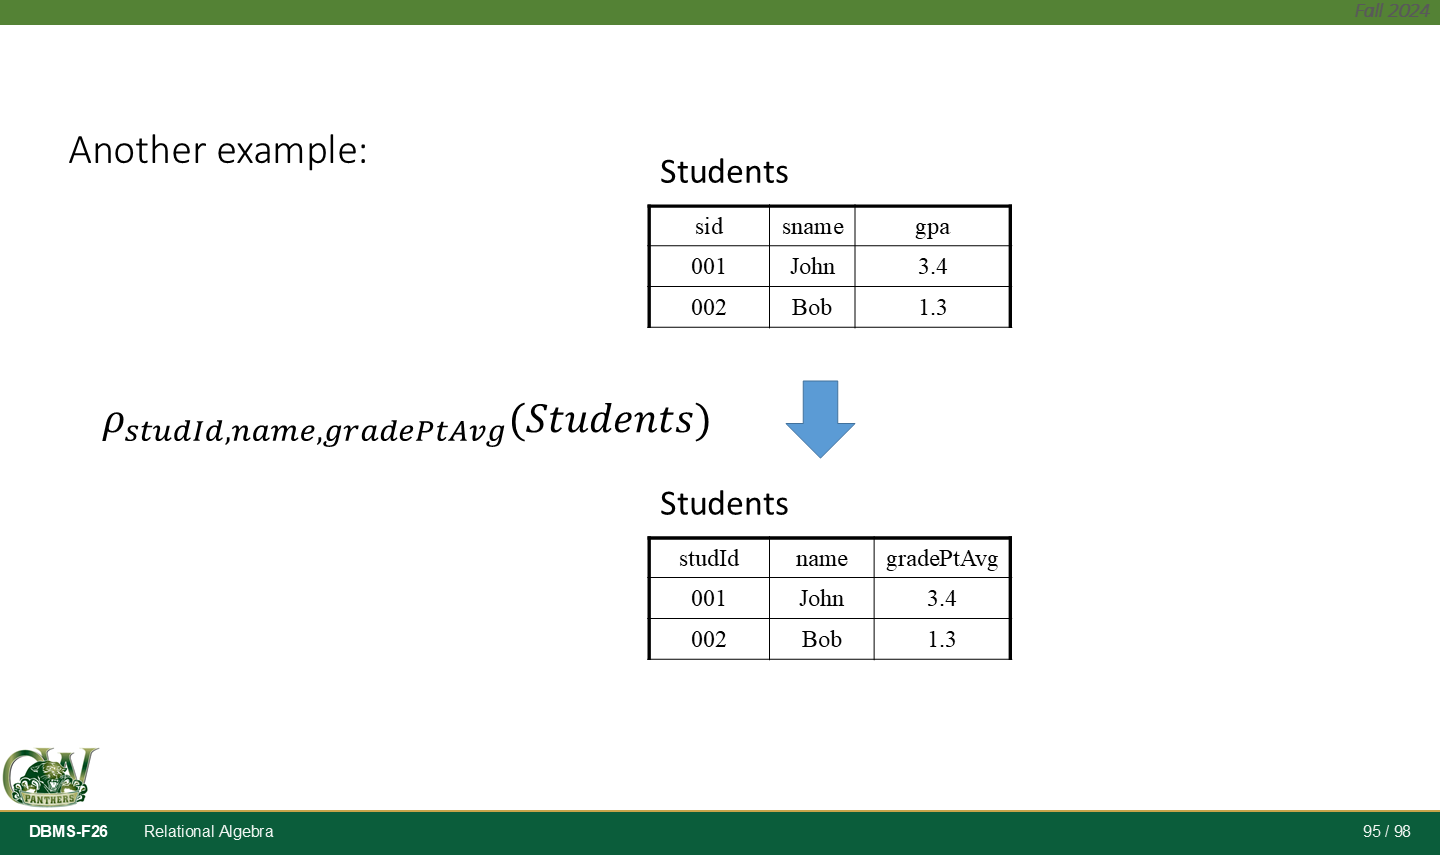 Fall 2024
Another example:
Students
sid sname gpa
001 John 3.4
002 Bob 1.3
𝜌studId,name,gradePtAvg(Students)
Students
studId name gradePtAvg
001 John 3.4
002 Bob 1.3
OW
PANTHERS
DBMS-F26 Relational Algebra 95 / 98